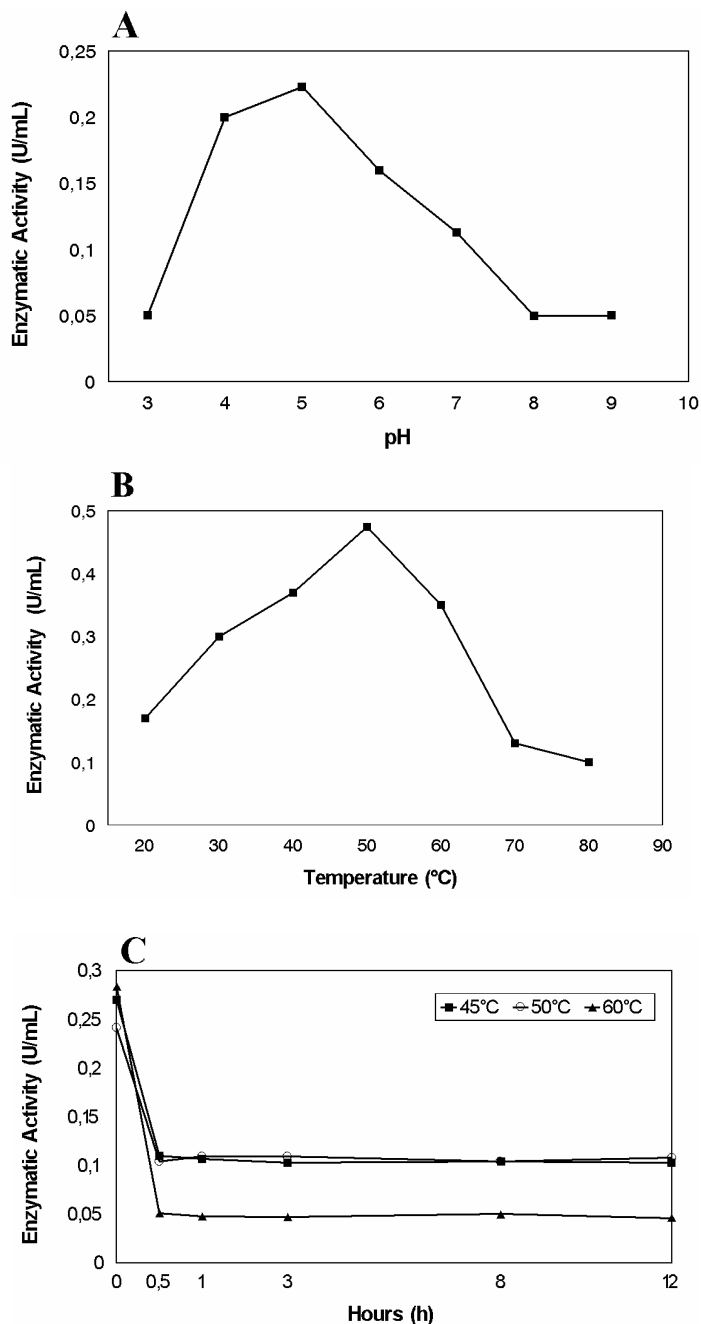 A
Enzymatic Activity (U/mL)
0,25
0,2
0,15
0,1
0,05
0
3 4 5 6 7 8 9 10
pH
B
Enzymatic Activity (U/mL)
0,5
0,4
0,3
0,2
0,1
0
20 30 40 50 60 70 80 90
Temperature (°C)
C
Enzymatic Activity (U/mL)
0,3
0,25
0,2
0,15
0,1
0,05
0
45°C 50°C 60°C
0 0,5 1 3 8 12
Hours (h)